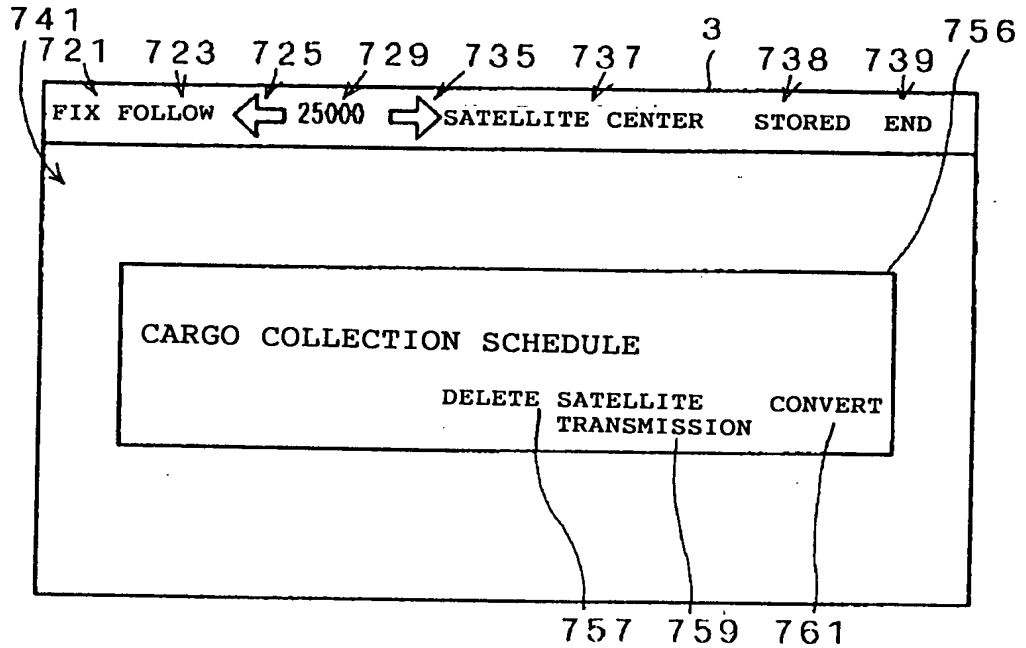 741
721 723 725 729 735 737 3 738 739 756
FIX FOLLOW 25000 SATELLITE CENTER STORED END
CARGO COLLECTION SCHEDULE
DELETE SATELLITE TRANSMISSION CONVERT
757 759 761